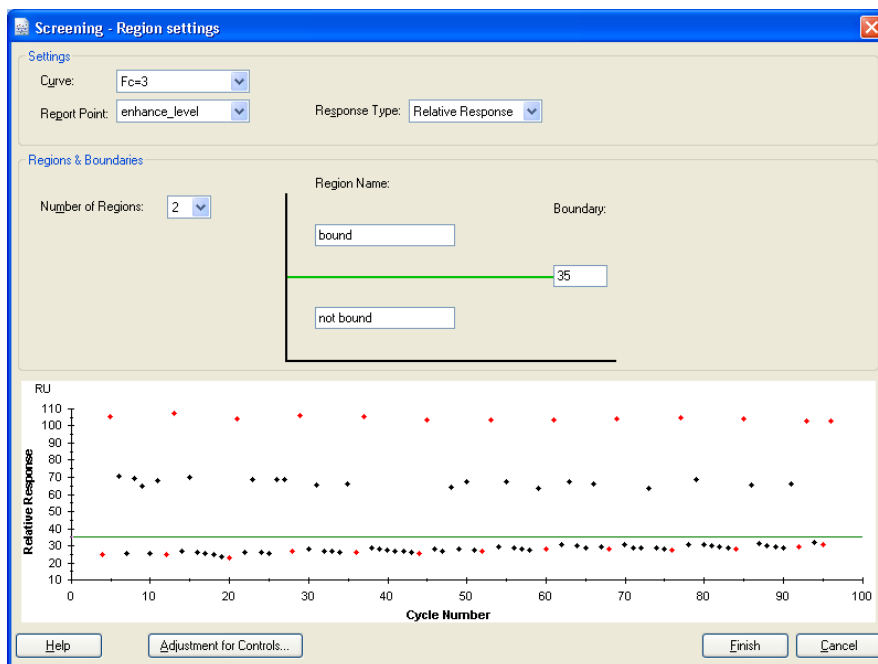 Screening - Region settings
Settings
Curve: Fc=3
Report Point: enhance_level Response Type: Relative Response
Regions & Boundaries
Region Name:
Number of Regions: 2 Boundary:
bound
35
not bound
RU
110
100
90
80
70
60
50
40
30
20
10
Relative Response
0 10 20 30 40 50 60 70 80 90 100
Cycle Number
Help Adjustment for Controls... Finish Cancel